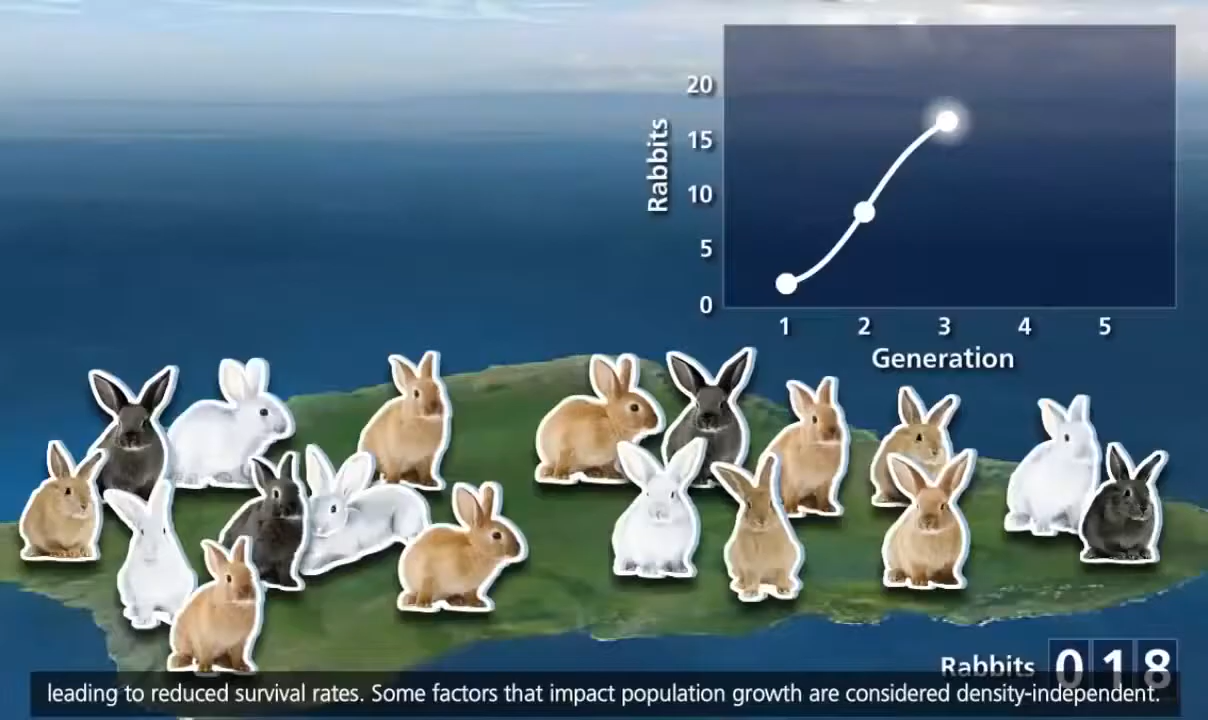 20
15
10
5
0
Rabbits
1 2 3 4 5
Generation
Rabbits 018
leading to reduced survival rates. Some factors that impact population growth are considered density-independent.